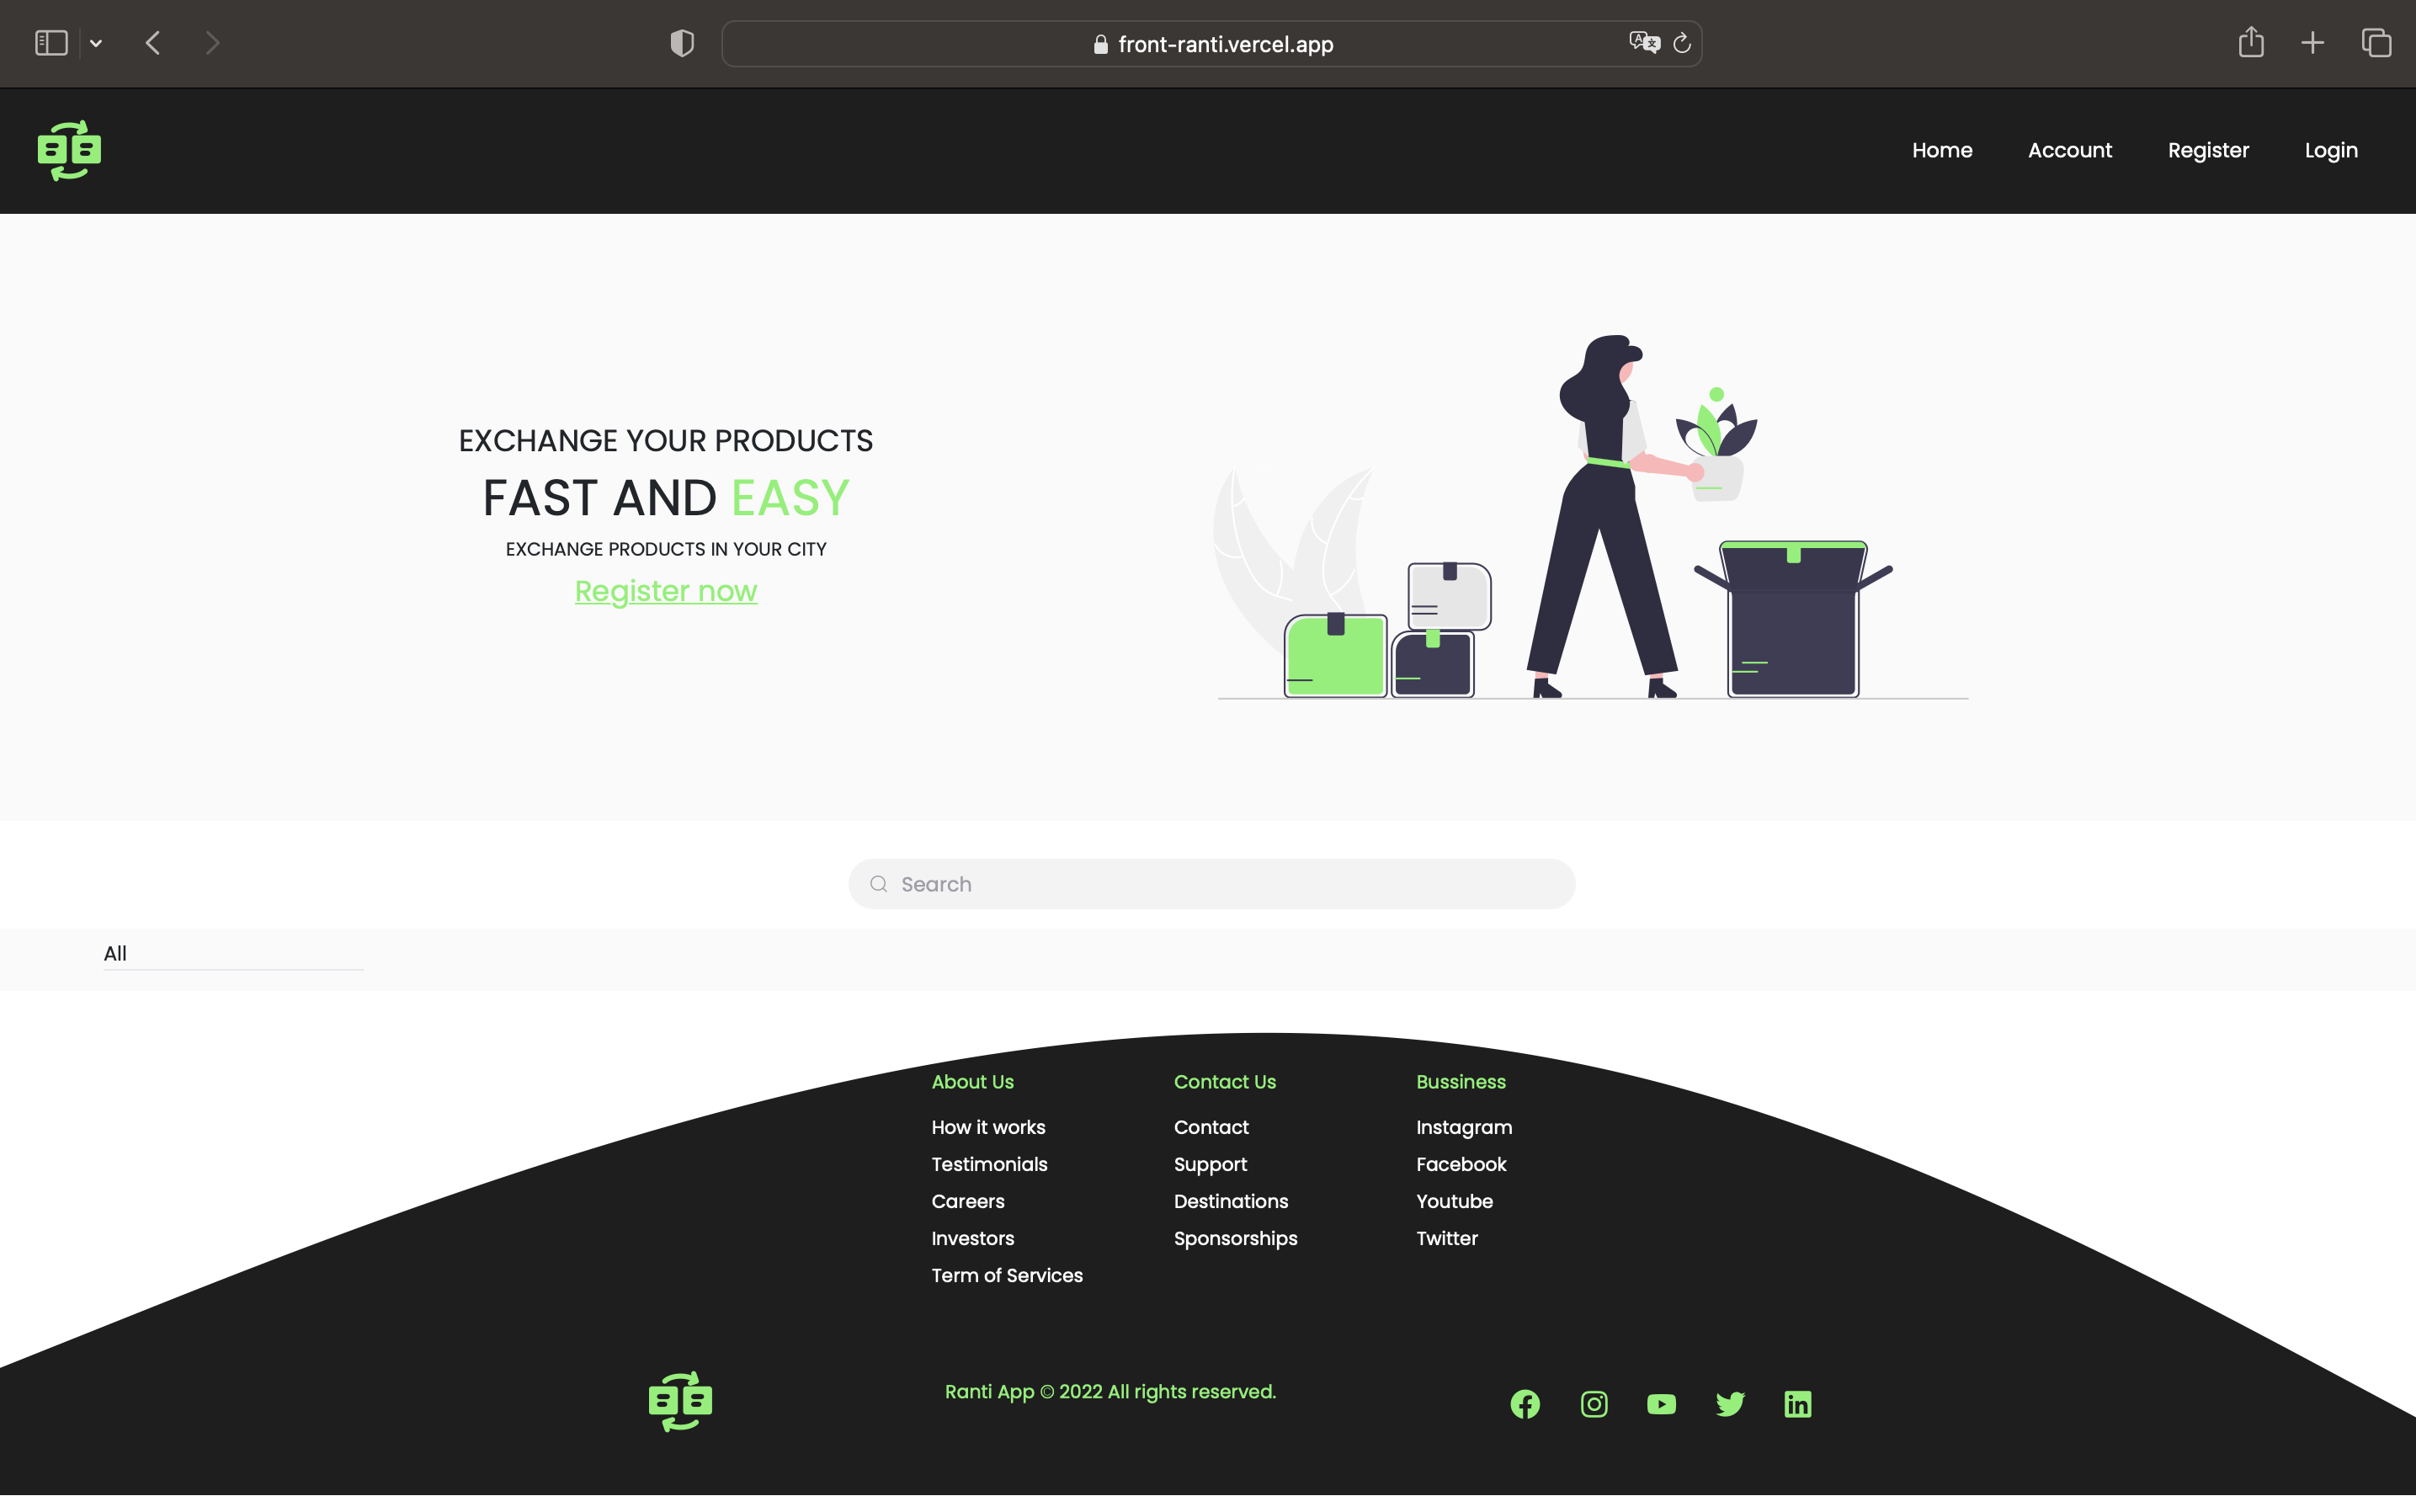 front-ranti.vercel.app
Home Account Register Login
EXCHANGE YOUR PRODUCTS
FAST AND EASY
EXCHANGE PRODUCTS IN YOUR CITY
Register now
Search
All
About Us
How it works
Testimonials
Careers
Investors
Term of Services
Contact Us
Contact
Support
Destinations
Sponsorships
Bussiness
Instagram
Facebook
Youtube
Twitter
Ranti App © 2022 All rights reserved.